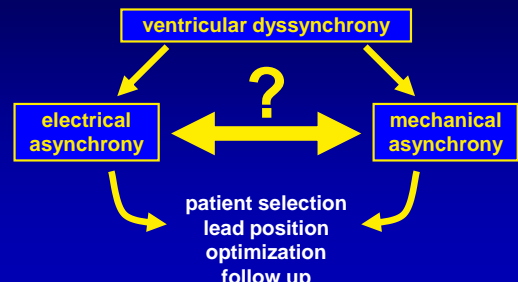 ventricular dyssynchrony
?
electrical
asynchrony
mechanical
asynchrony
patient selection
lead position
optimization
follow up